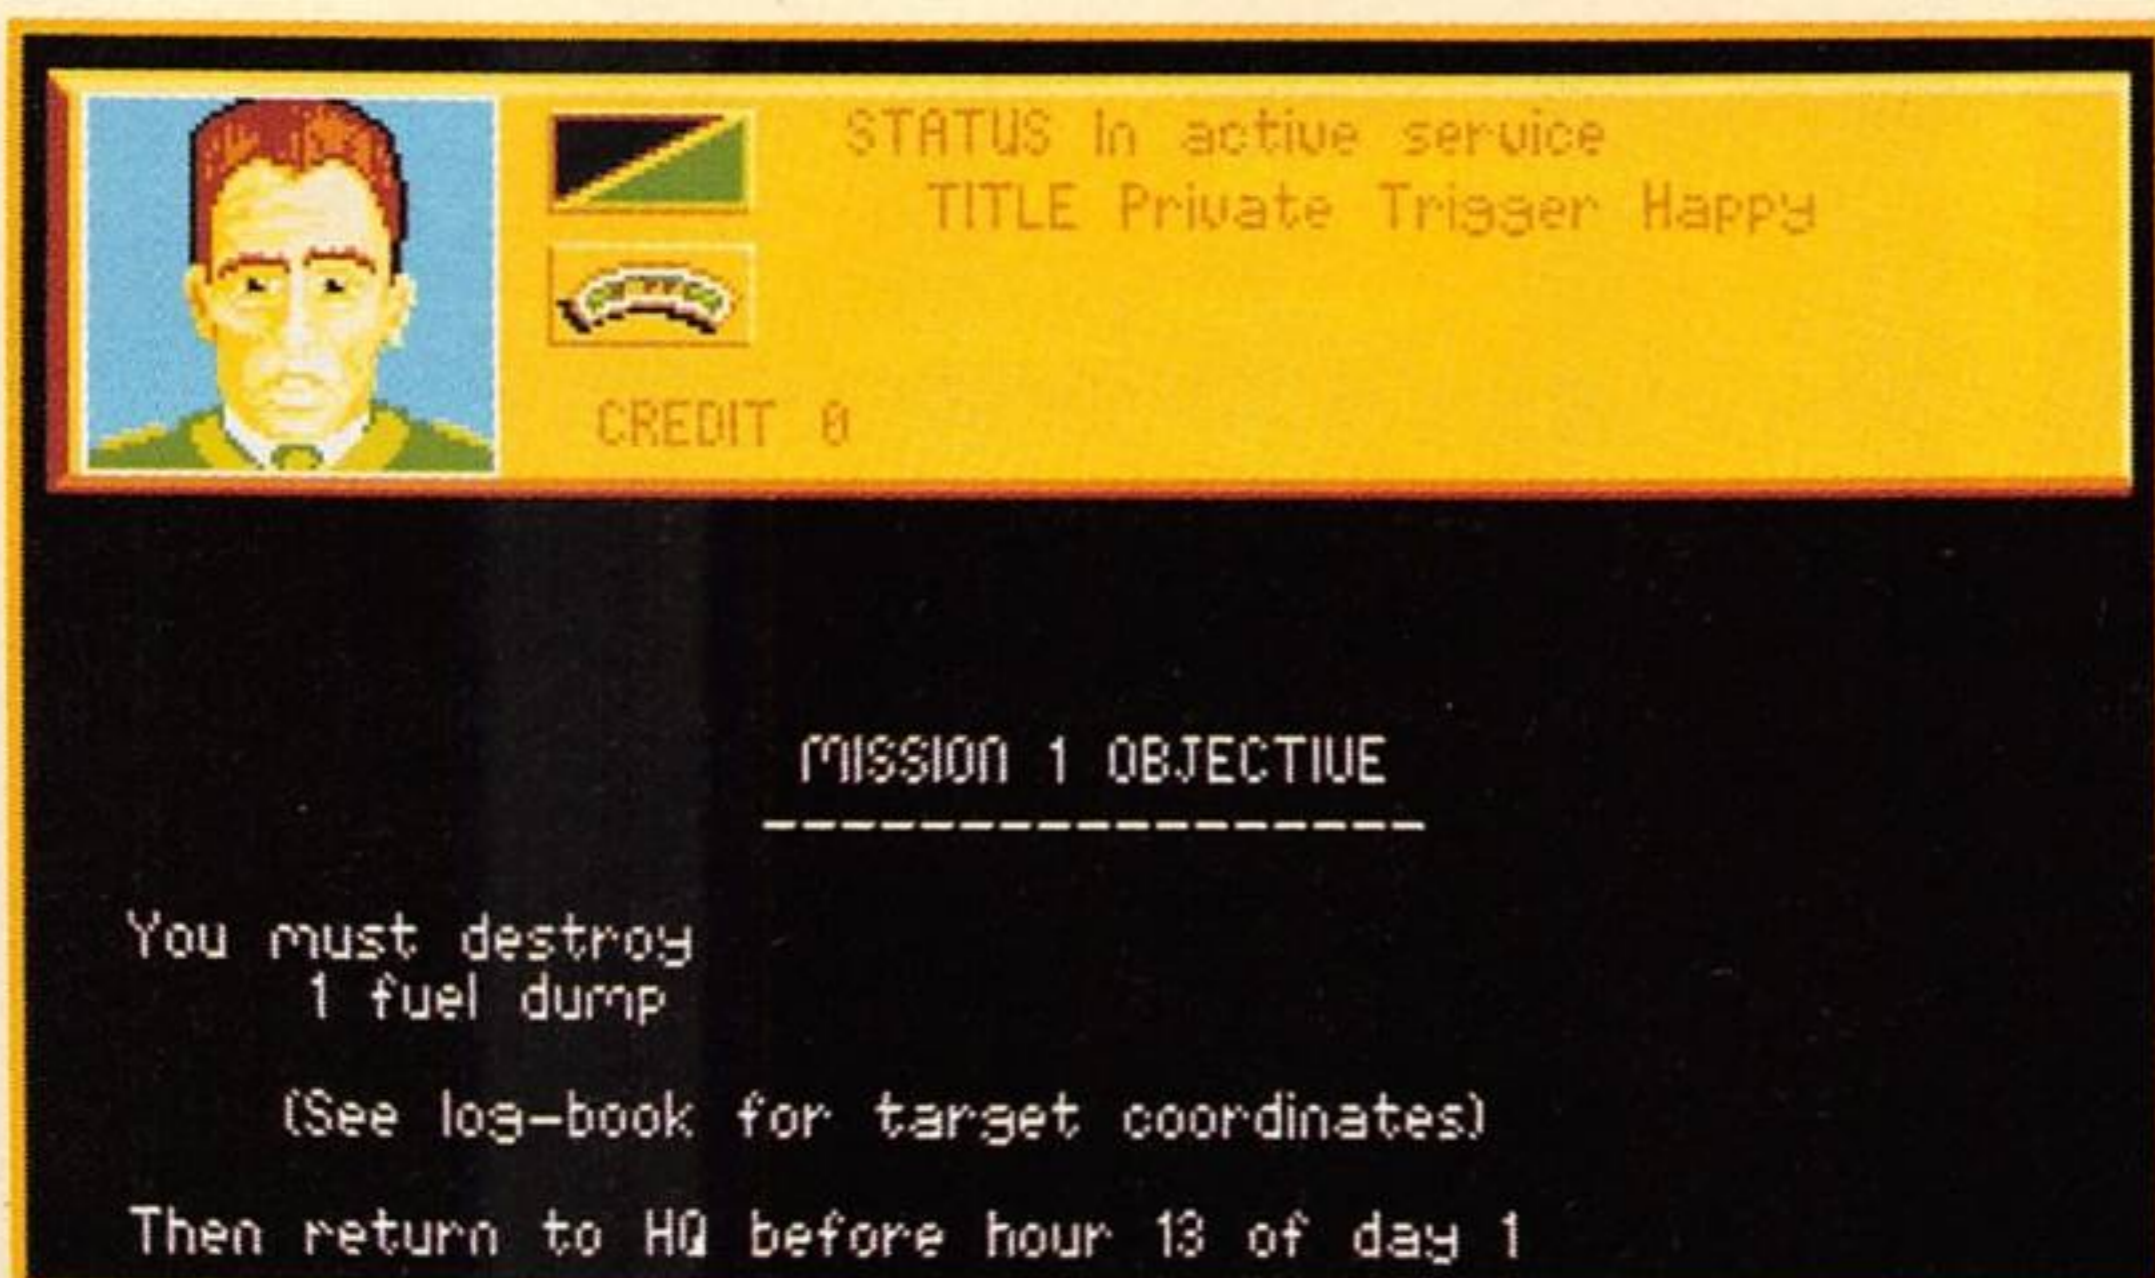 STATUS In active service
TITLE Private Trigger Happy
CREDIT 0
MISSION 1 OBJECTIVE
------------------
You must destroy
1 fuel dump
(See log-book for target coordinates)
Then return to HQ before hour 13 of day 1